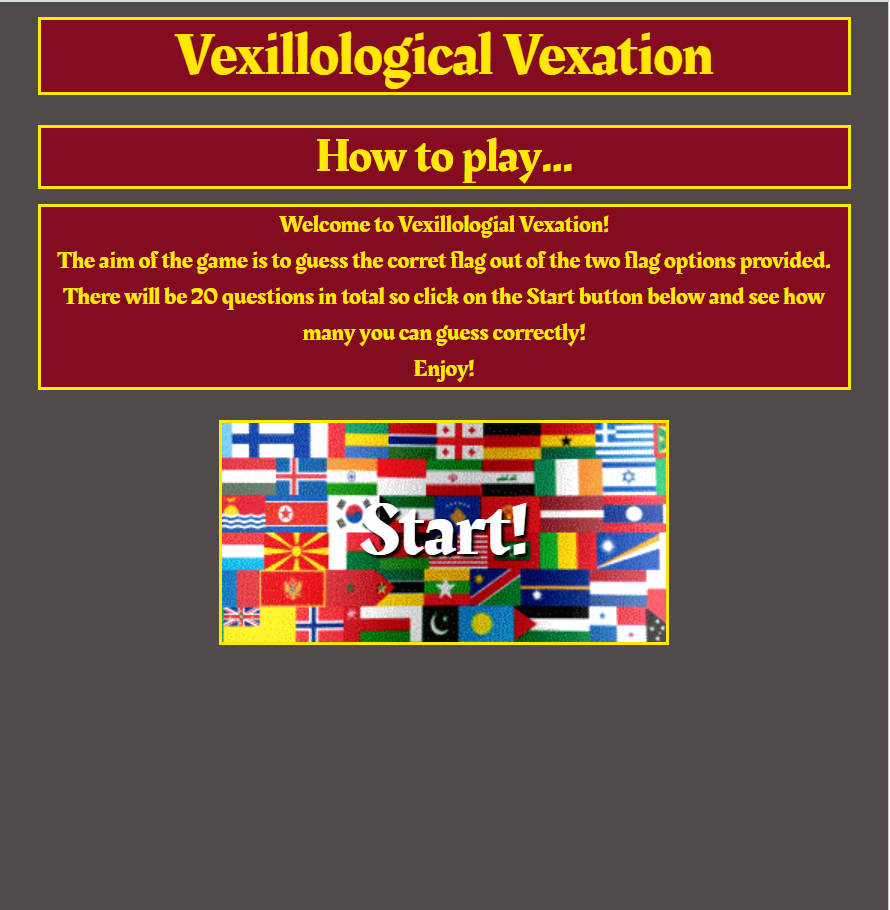 Vexillological Vexation
How to play...
Welcome to Vexillologial Vexation!
The aim of the game is to guess the corret flag out of the two flag options provided.
There will be 20 questions in total so click on the Start button below and see how
many you can guess correctly!
Enjoy!
Start!